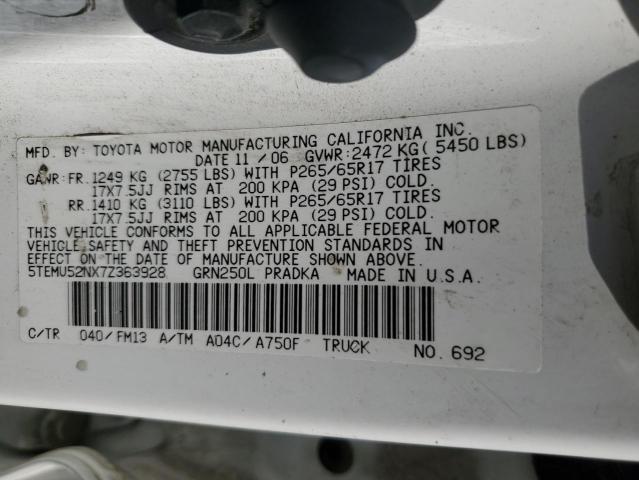 MFD. BY: TOYOTA MOTOR MANUFACTURING CALIFORNIA INC.
DATE 11 / 06 GVWR: 2472 KG ( 5450 LBS)
GAWR: FR. 1249 KG (2755 LBS) WITH P265/65R17 TIRES
17X7.5JJ RIMS AT 200 KPA (29 PSI) COLD.
RR. 1410 KG (3110 LBS) WITH P265/65R17 TIRES
17X7.5JJ RIMS AT 200 KPA (29 PSI) COLD.
THIS VEHICLE CONFORMS TO ALL APPLICABLE FEDERAL MOTOR
VEHICLE SAFETY AND THEFT PREVENTION STANDARDS IN
EFFECT ON THE DATE OF MANUFACTURE SHOWN ABOVE.
5TEMU52NX7Z363928 GRN250L PRADKA MADE IN U.S.A.
C/TR 040/FM13 A/TM A04C/A750F TRUCK NO. 692